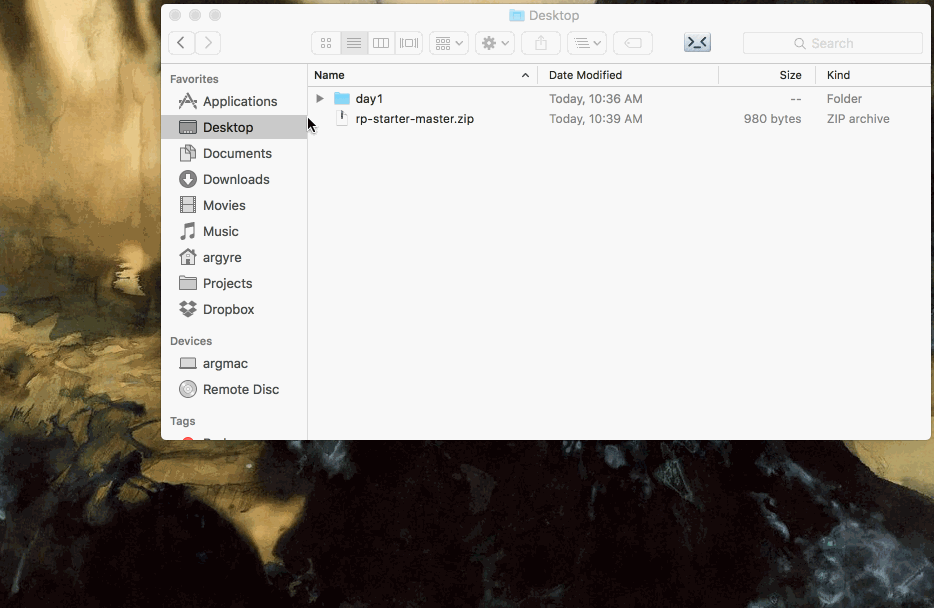 Desktop
Search
Favorites
Applications
Desktop
Documents
Downloads
Movies
Music
argyre
Projects
Dropbox
Devices
argmac
Remote Disc
Tags
Name Date Modified Size Kind
day1 Today, 10:36 AM -- Folder
rp-starter-master.zip Today, 10:39 AM 980 bytes ZIP archive